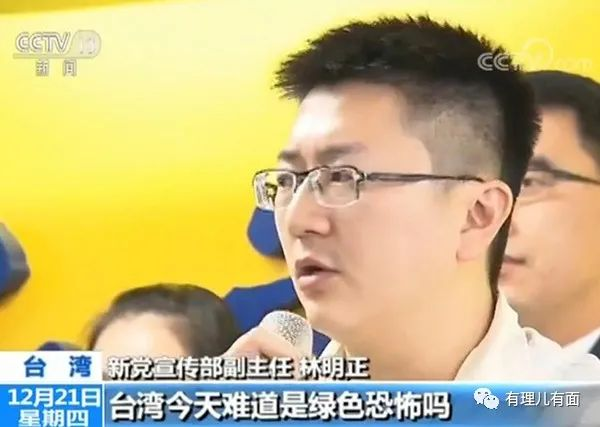 CCTV 13
新闻
CCTV.com
台湾
新党宣传部副主任 林明正
12月21日
星期四
台湾今天难道是绿色恐怖吗
有理儿有面